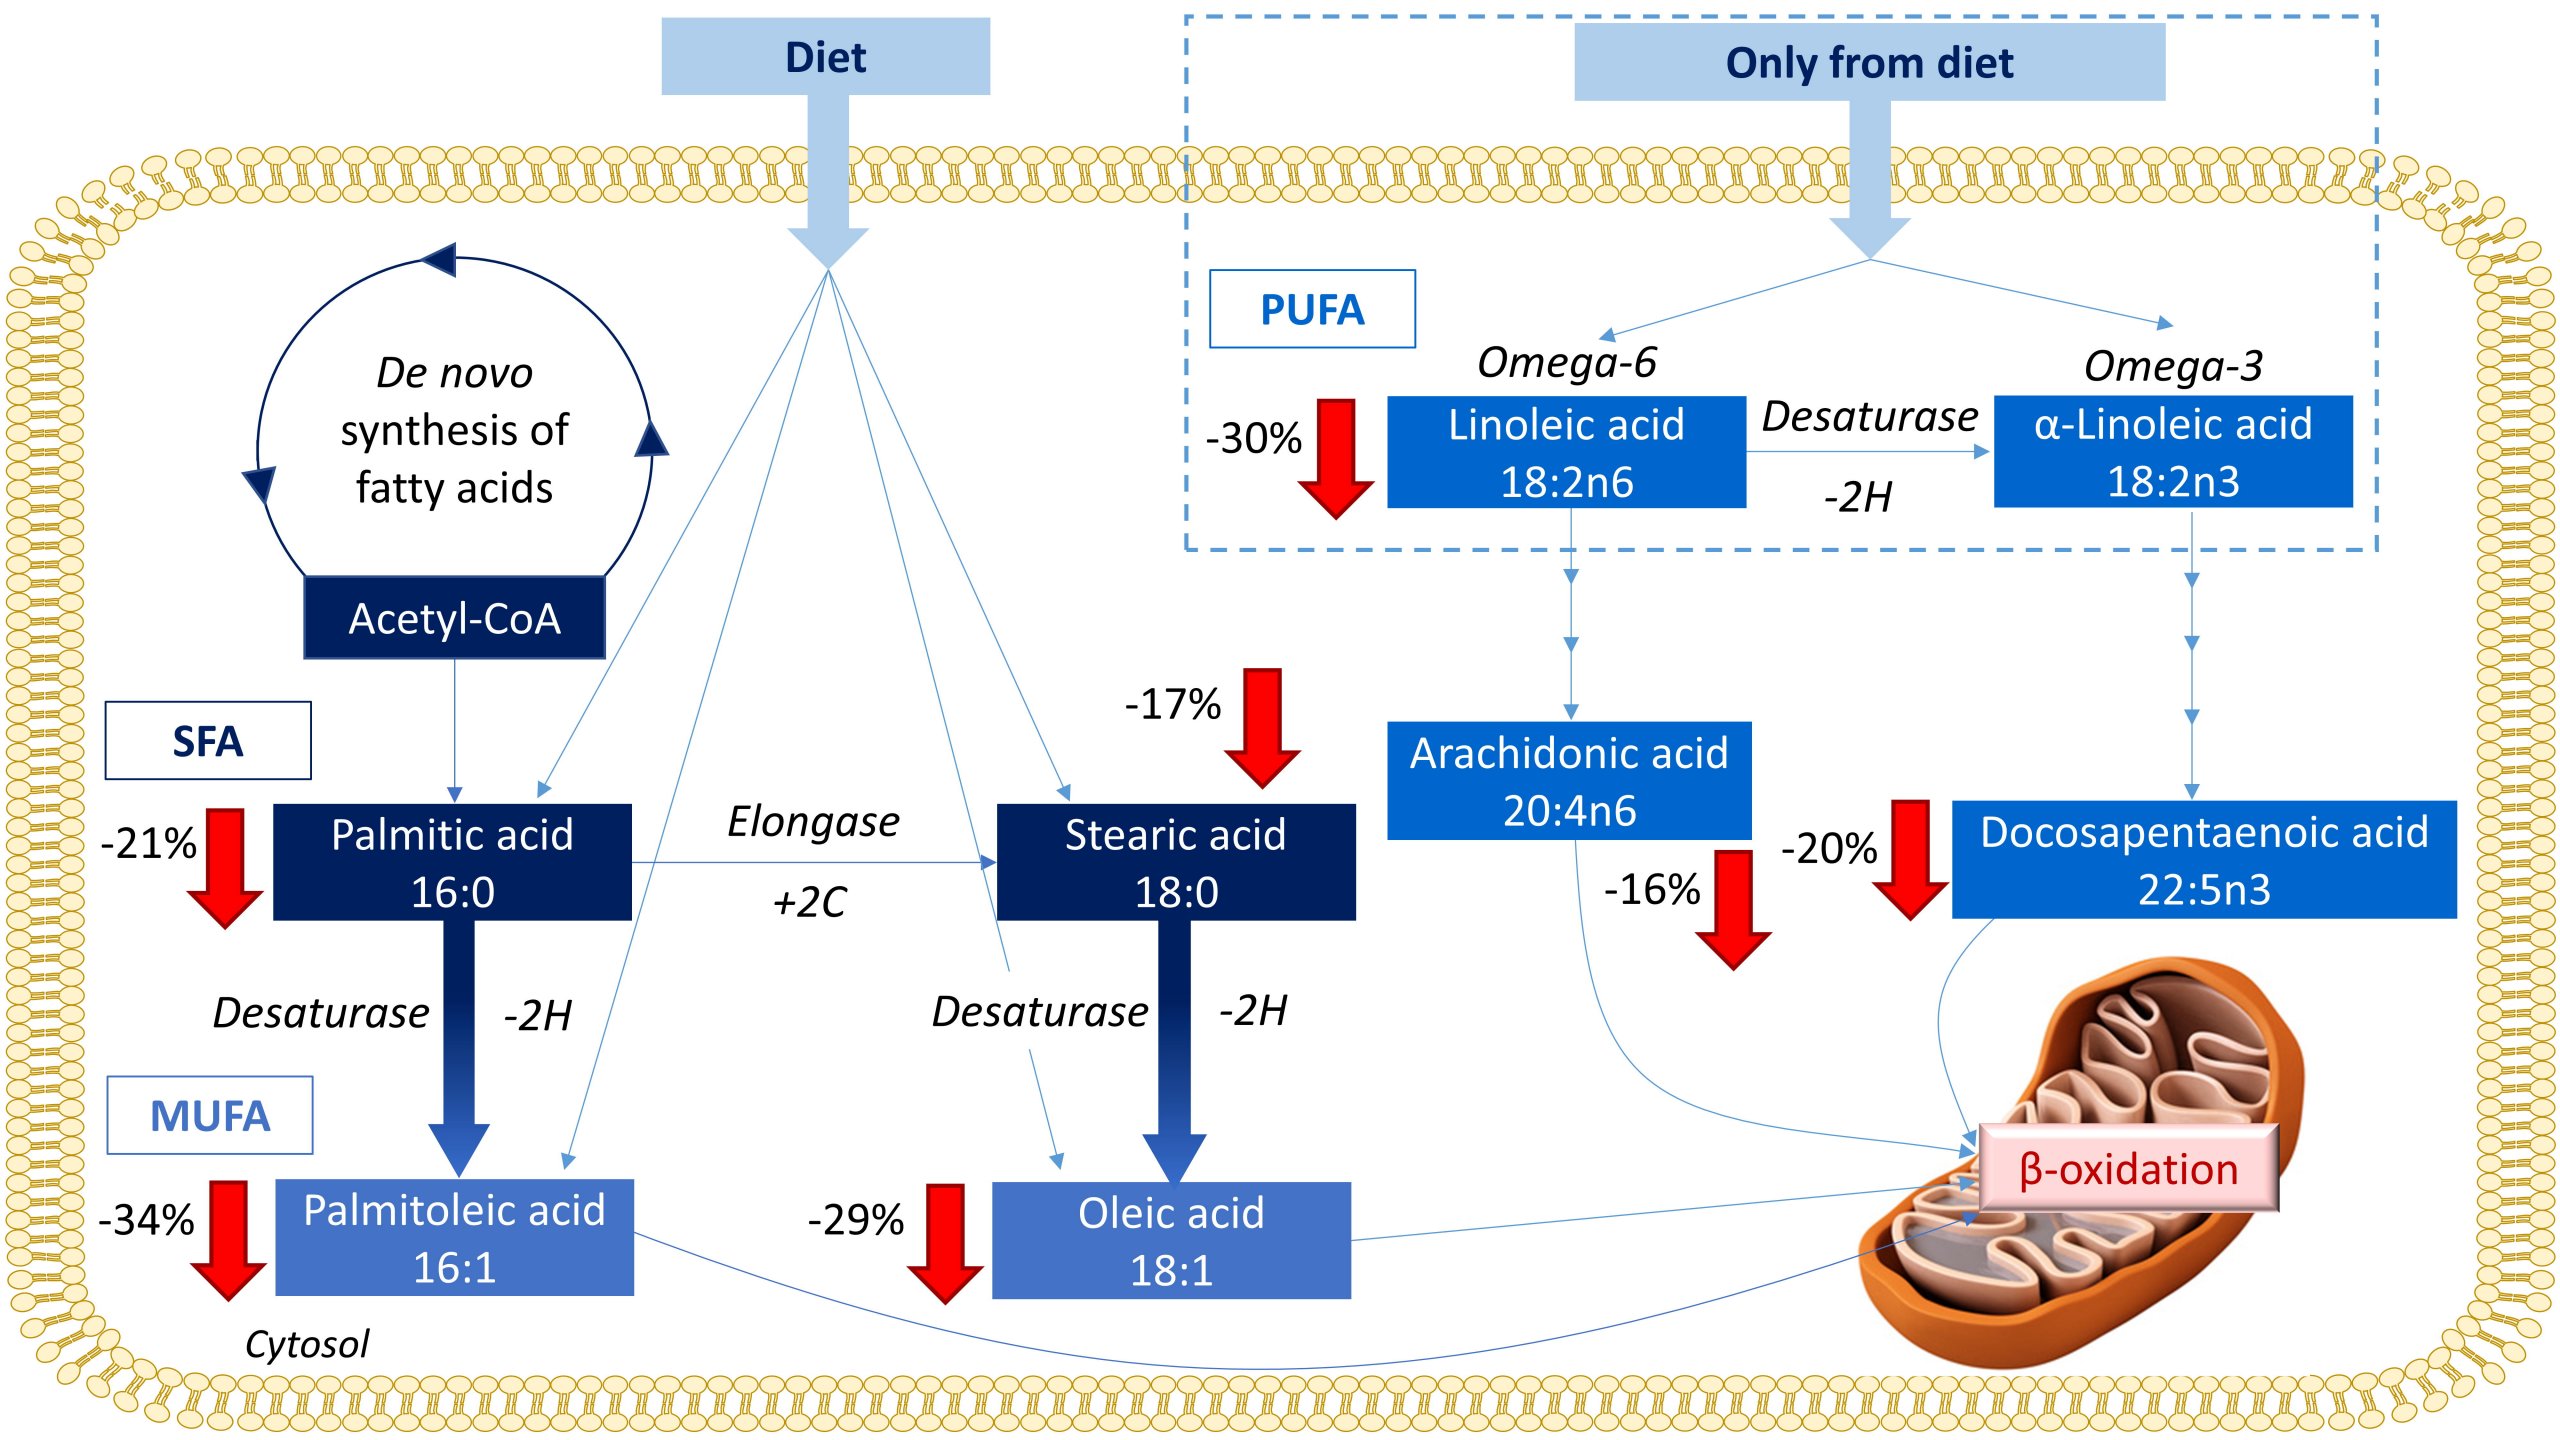 Diet
Only from diet
PUFA
Omega-6
Omega-3
De novo
synthesis of
fatty acids
-30%
Linoleic acid
18:2n6
Desaturase
-2H
α-Linoleic acid
18:2n3
Acetyl-CoA
SFA
-17%
Arachidonic acid
20:4n6
-21%
Palmitic acid
16:0
Elongase
+2C
Stearic acid
18:0
-16%
-20%
Docosapentaenoic acid
22:5n3
Desaturase
-2H
Desaturase
-2H
MUFA
β-oxidation
-34%
Palmitoleic acid
16:1
-29%
Oleic acid
18:1
Cytosol